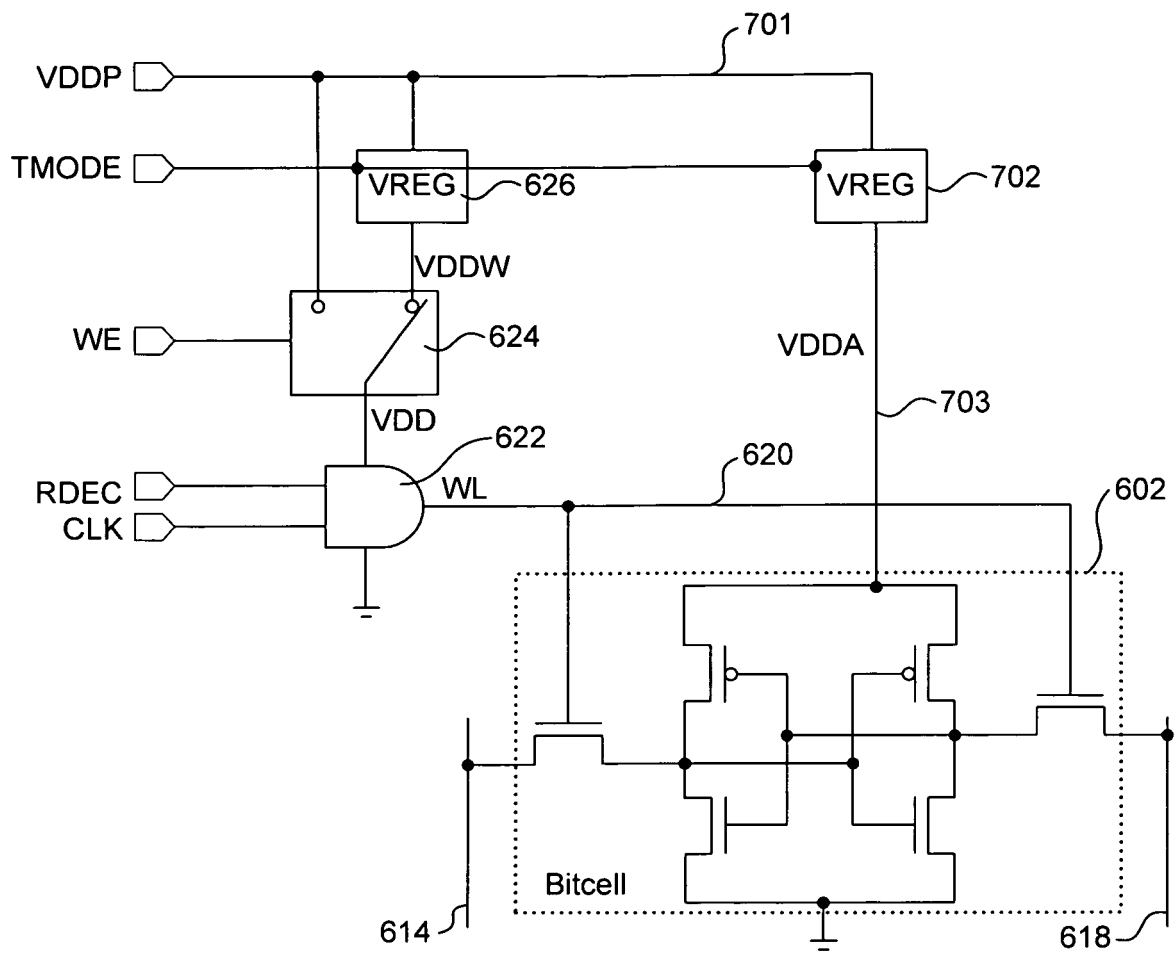 701
VDDP
TMODE
VREG
626
VREG
702
VDDW
WE
624
VDDA
VDD
703
622
620
RDEC
WL
602
CLK
Bitcell
614
618